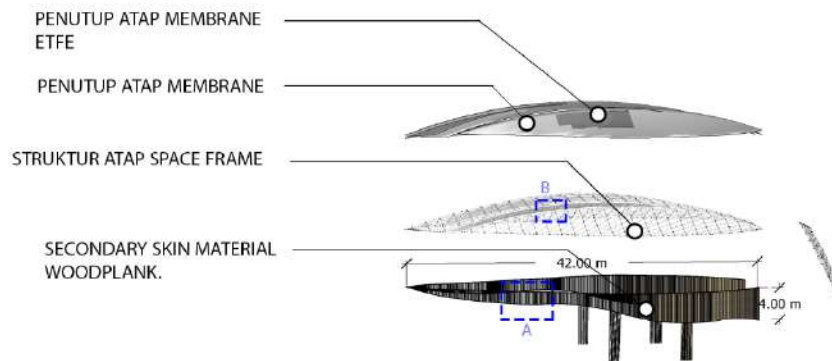 PENUTUP ATAP MEMBRANE
ETFE
PENUTUP ATAP MEMBRANE
STRUKTUR ATAP SPACE FRAME
B
SECONDARY SKIN MATERIAL
WOODPLANK.
42.00 m
4.00 m
A